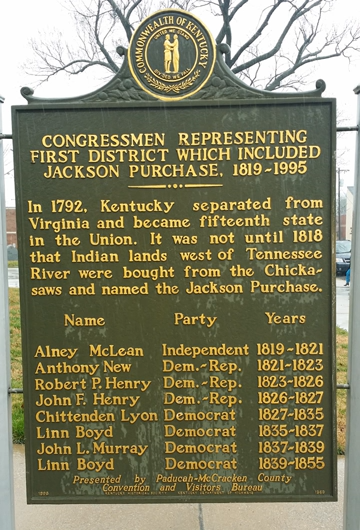 COMMONWEALTH OF KENTUCKY
UNITED WE STAND
DIVIDED WE FALL
CONGRESSMEN REPRESENTING
FIRST DISTRICT WHICH INCLUDED
JACKSON PURCHASE, 1819-1995
In 1792, Kentucky separated from
Virginia and became fifteenth state
in the Union. It was not until 1818
that Indian lands west of Tennessee
River were bought from the Chicka-
saws and named the Jackson Purchase.
Name Party Years
Alney McLean Independent 1819-1821
Anthony New Dem.-Rep. 1821-1823
Robert P. Henry Dem.-Rep. 1823-1826
John F. Henry Dem.-Rep. 1826-1827
Chittenden Lyon Democrat 1827-1835
Linn Boyd Democrat 1835-1837
John L. Murray Democrat 1837-1839
Linn Boyd Democrat 1839-1855
Presented by Paducah-McCracken County
Convention and Visitors Bureau